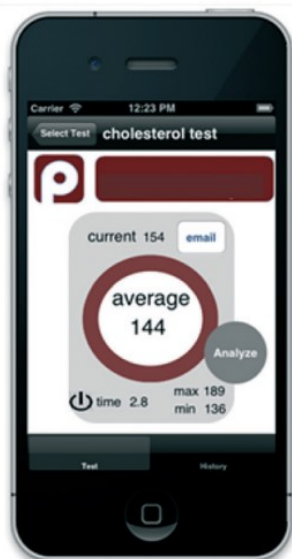 Carrier 12:23 PM
Select Test cholesterol test
p
current 154 email
average
144
Analyze
time 2.8
max 189
min 136
Test History